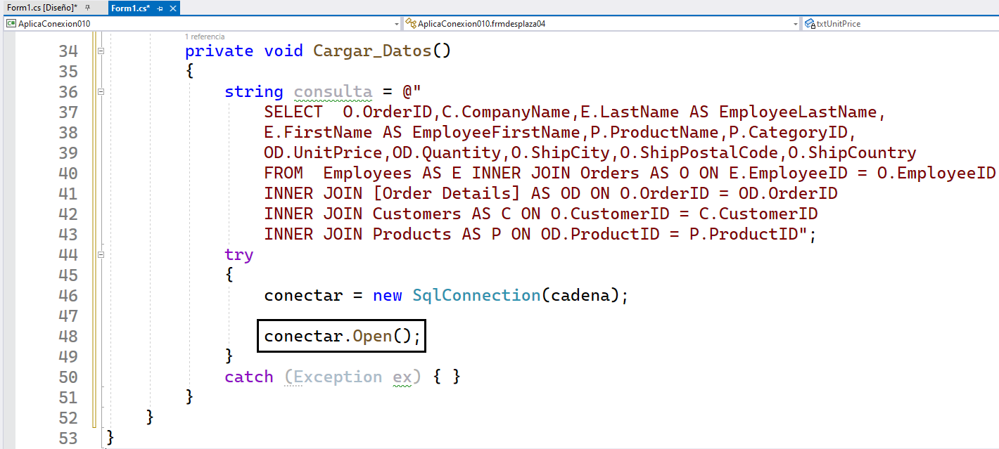 Form1.cs [Diseño]* Form1.cs*
C# AplicaConexion010 AplicaConexion010.frmdesplaza04 txtUnitPrice
1 referencia
34 private void Cargar_Datos()
35 {
36 string consulta = @"
37 SELECT  O.OrderID,C.CompanyName,E.LastName AS EmployeeLastName,
38 E.FirstName AS EmployeeFirstName,P.ProductName,P.CategoryID,
39 OD.UnitPrice,OD.Quantity,O.ShipCity,O.ShipPostalCode,O.ShipCountry
40 FROM  Employees AS E INNER JOIN Orders AS O ON E.EmployeeID = O.EmployeeID
41 INNER JOIN [Order Details] AS OD ON O.OrderID = OD.OrderID
42 INNER JOIN Customers AS C ON O.CustomerID = C.CustomerID
43 INNER JOIN Products AS P ON OD.ProductID = P.ProductID";
44 try
45 {
46 conectar = new SqlConnection(cadena);
47
48 conectar.Open();
49 }
50 catch (Exception ex) { }
51 }
52 }
53 }